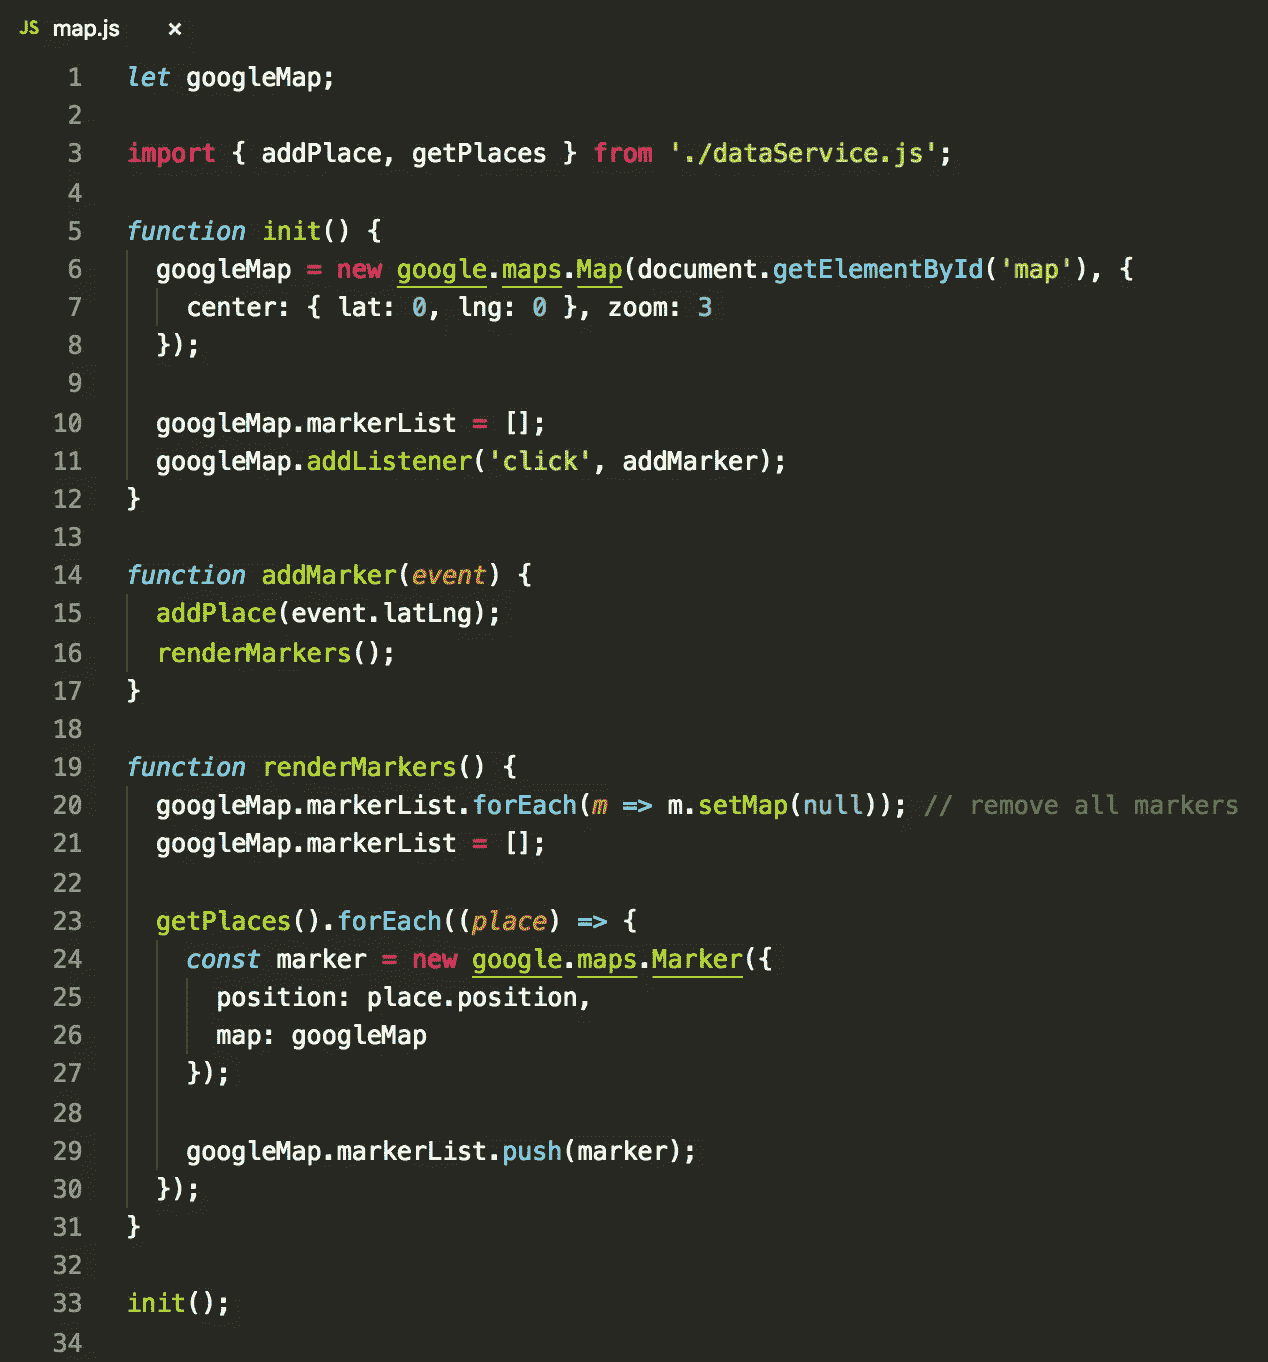 JS map.js ×
1 let googleMap;
2
3 import { addPlace, getPlaces } from './dataService.js';
4
5 function init() {
6   googleMap = new google.maps.Map(document.getElementById('map'), {
7     center: { lat: 0, lng: 0 }, zoom: 3
8   });
9
10   googleMap.markerList = [];
11   googleMap.addListener('click', addMarker);
12 }
13
14 function addMarker(event) {
15   addPlace(event.latLng);
16   renderMarkers();
17 }
18
19 function renderMarkers() {
20   googleMap.markerList.forEach(m => m.setMap(null)); // remove all markers
21   googleMap.markerList = [];
22
23   getPlaces().forEach((place) => {
24     const marker = new google.maps.Marker({
25       position: place.position,
26       map: googleMap
27     });
28
29     googleMap.markerList.push(marker);
30   });
31 }
32
33 init();
34